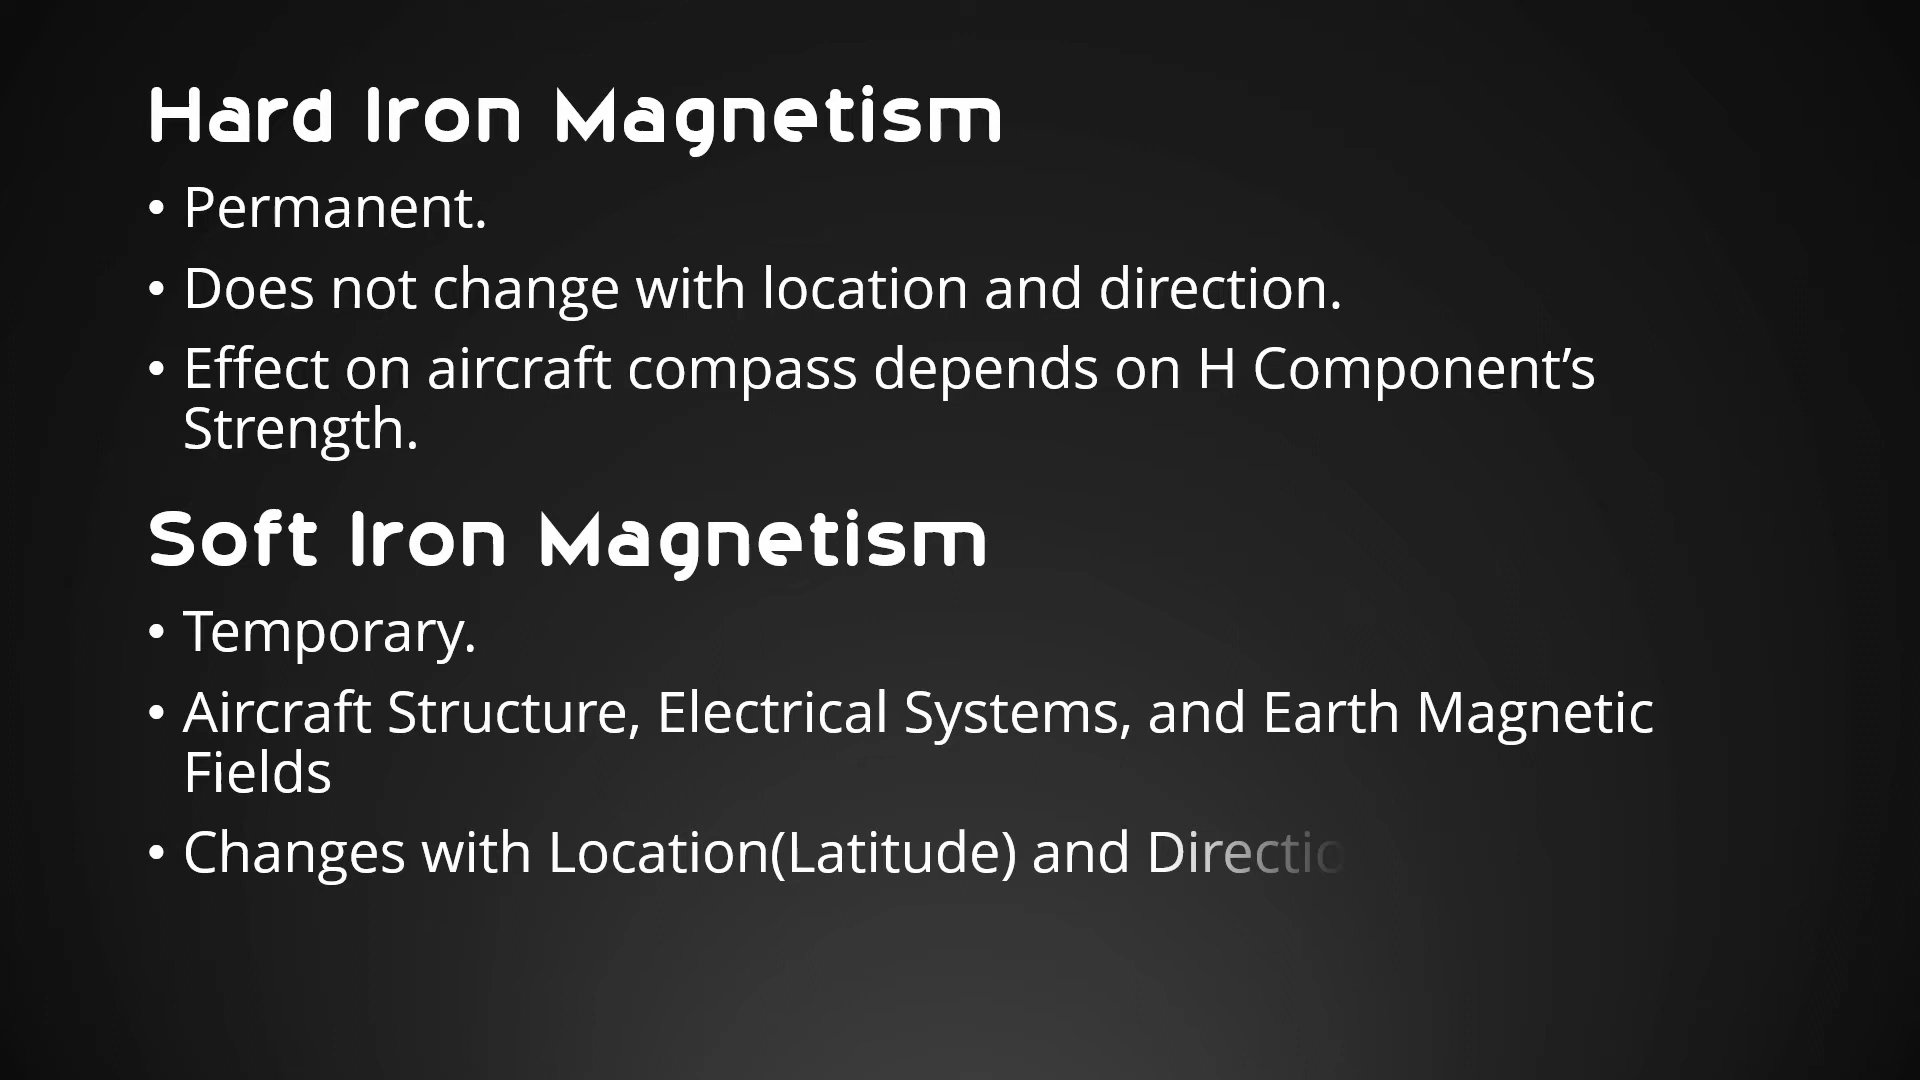 Hard Iron Magnetism
• Permanent.
• Does not change with location and direction.
• Effect on aircraft compass depends on H Component’s
Strength.
Soft Iron Magnetism
• Temporary.
• Aircraft Structure, Electrical Systems, and Earth Magnetic
Fields
• Changes with Location(Latitude) and Directio